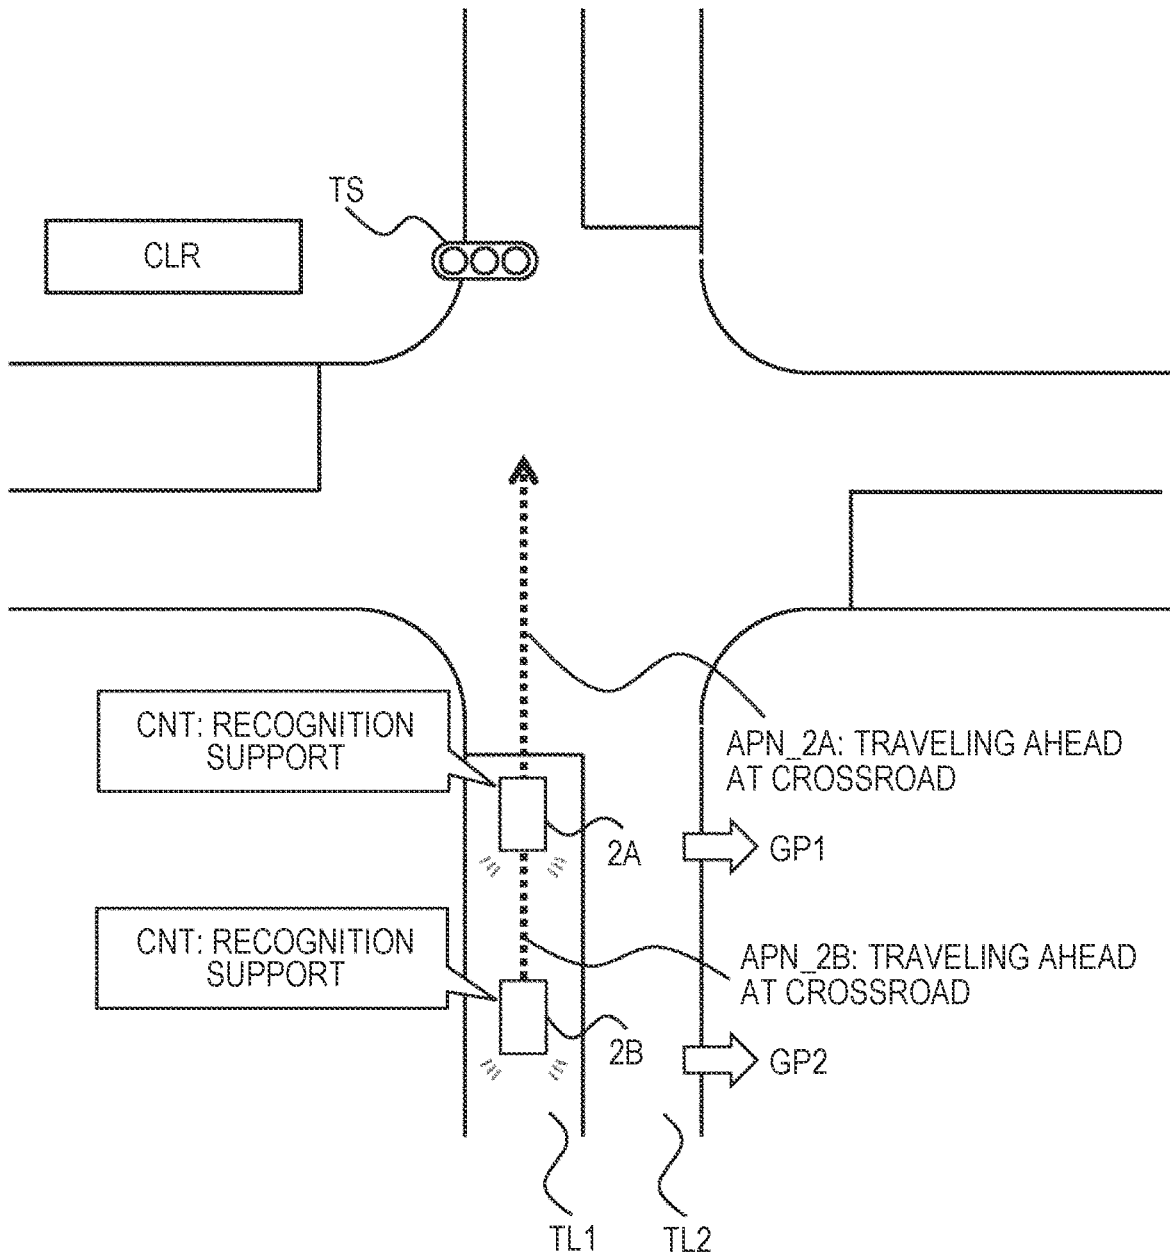 TS
CLR
CNT: RECOGNITION
SUPPORT
APN_2A: TRAVELING AHEAD
AT CROSSROAD
2A
GP1
CNT: RECOGNITION
SUPPORT
APN_2B: TRAVELING AHEAD
AT CROSSROAD
2B
GP2
TL1
TL2